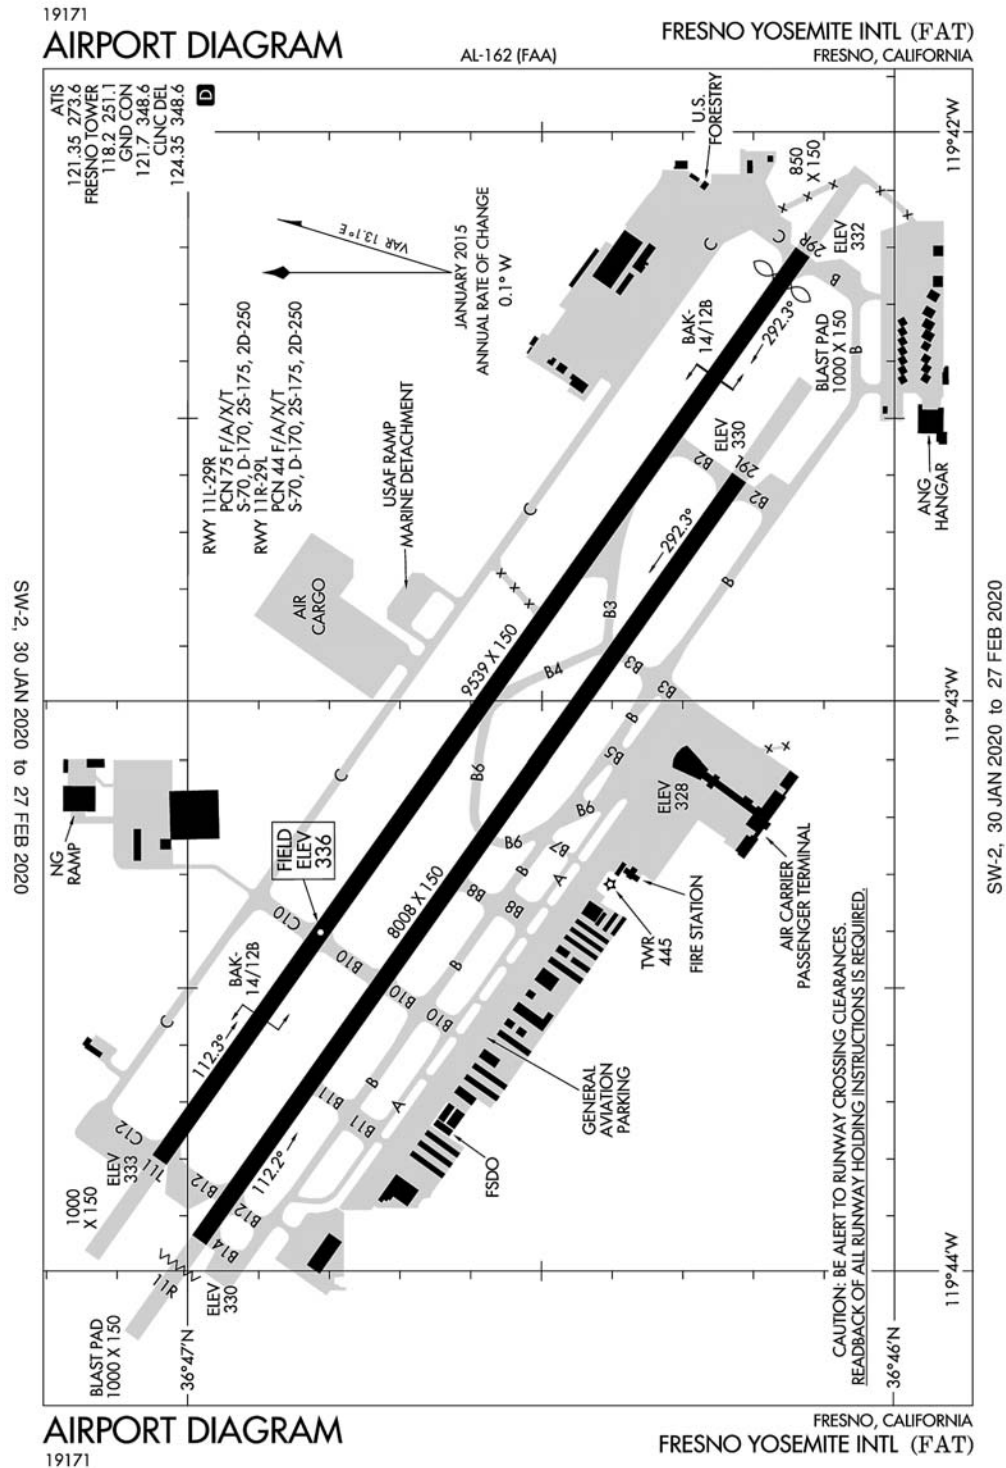 19171
AIRPORT DIAGRAM
AL-162 (FAA)
FRESNO YOSEMITE INTL (FAT)
FRESNO, CALIFORNIA
ATIS
121.35 273.6
FRESNO TOWER
118.2 251.1
GND CON
121.7 348.6
CLNC DEL
124.35 348.6
D
VAR 13.1°E
JANUARY 2015
ANNUAL RATE OF CHANGE
0.1° W
RWY 11L-29R
PCN 75 F/A/X/T
S-70, D-170, 2S-175, 2D-250
RWY 11R-29L
PCN 44 F/A/X/T
S-70, D-170, 2S-175, 2D-250
U.S.
FORESTRY
850
X 150
119°42'W
C
C
29R
ELEV
332
B
BAK-
14/12B
292.3°
BLAST PAD
1000 X 150
B
USAF RAMP
MARINE DETACHMENT
ELEV
330
B2
29L
B2
ANG
HANGAR
C
292.3°
B
AIR
CARGO
B3
9539 X 150
B4
B3
B3
119°43'W
B
B5
C
B6
ELEV
328
B6
B6
B7
NG
RAMP
FIELD
ELEV
336
B
A
B8
B8
8008 X 150
AIR CARRIER
PASSENGER TERMINAL
FIRE STATION
TWR
445
C10
B10
B10
B10
B
BAK-
14/12B
C
112.3°
B11
B
A
B11
GENERAL
AVIATION
PARKING
C12
FSDO
11L
ELEV
333
1000
X 150
B12
B12
112.2°
B14
11R
ELEV
330
BLAST PAD
1000 X 150
36°47'N
119°44'W
36°46'N
CAUTION: BE ALERT TO RUNWAY CROSSING CLEARANCES.
READBACK OF ALL RUNWAY HOLDING INSTRUCTIONS IS REQUIRED.
SW-2, 30 JAN 2020 to 27 FEB 2020
SW-2, 30 JAN 2020 to 27 FEB 2020
AIRPORT DIAGRAM
19171
FRESNO, CALIFORNIA
FRESNO YOSEMITE INTL (FAT)